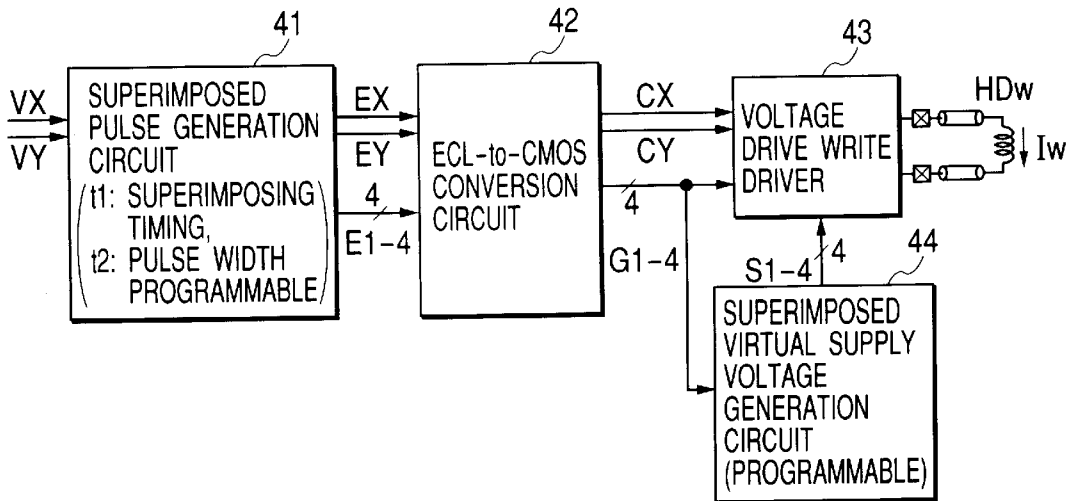 41
VX
VY
SUPERIMPOSED
PULSE GENERATION
CIRCUIT
(t1: SUPERIMPOSING
TIMING,
t2: PULSE WIDTH
PROGRAMMABLE)
EX
EY
4
E1-4
42
ECL-to-CMOS
CONVERSION
CIRCUIT
CX
CY
4
G1-4
43
VOLTAGE
DRIVE WRITE
DRIVER
HDw
Iw
4
S1-4
44
SUPERIMPOSED
VIRTUAL SUPPLY
VOLTAGE
GENERATION
CIRCUIT
(PROGRAMMABLE)